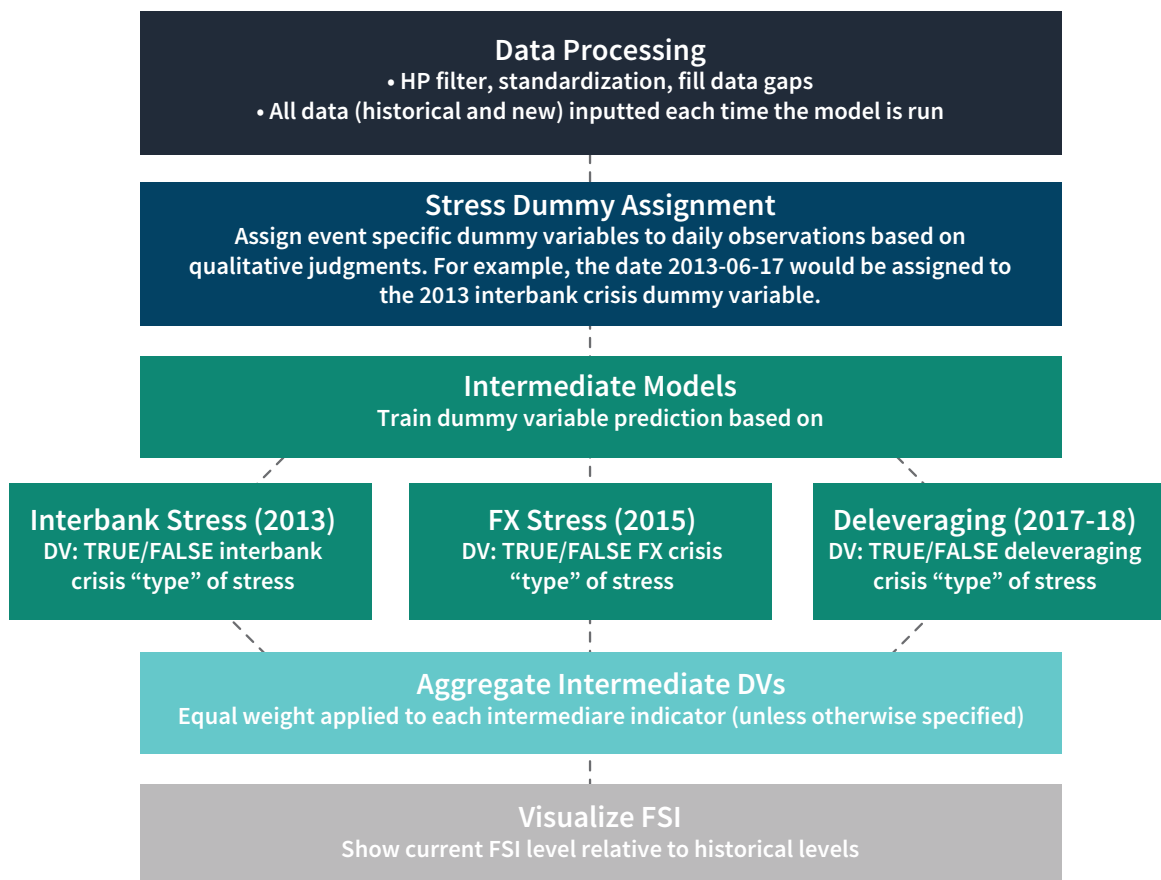 Data Processing
• HP filter, standardization, fill data gaps
• All data (historical and new) inputted each time the model is run
Stress Dummy Assignment
Assign event specific dummy variables to daily observations based on
qualitative judgments. For example, the date 2013-06-17 would be assigned to
the 2013 interbank crisis dummy variable.
Intermediate Models
Train dummy variable prediction based on
Interbank Stress (2013)
DV: TRUE/FALSE interbank
crisis “type” of stress
FX Stress (2015)
DV: TRUE/FALSE FX crisis
“type” of stress
Deleveraging (2017-18)
DV: TRUE/FALSE deleveraging
crisis “type” of stress
Aggregate Intermediate DVs
Equal weight applied to each intermediare indicator (unless otherwise specified)
Visualize FSI
Show current FSI level relative to historical levels